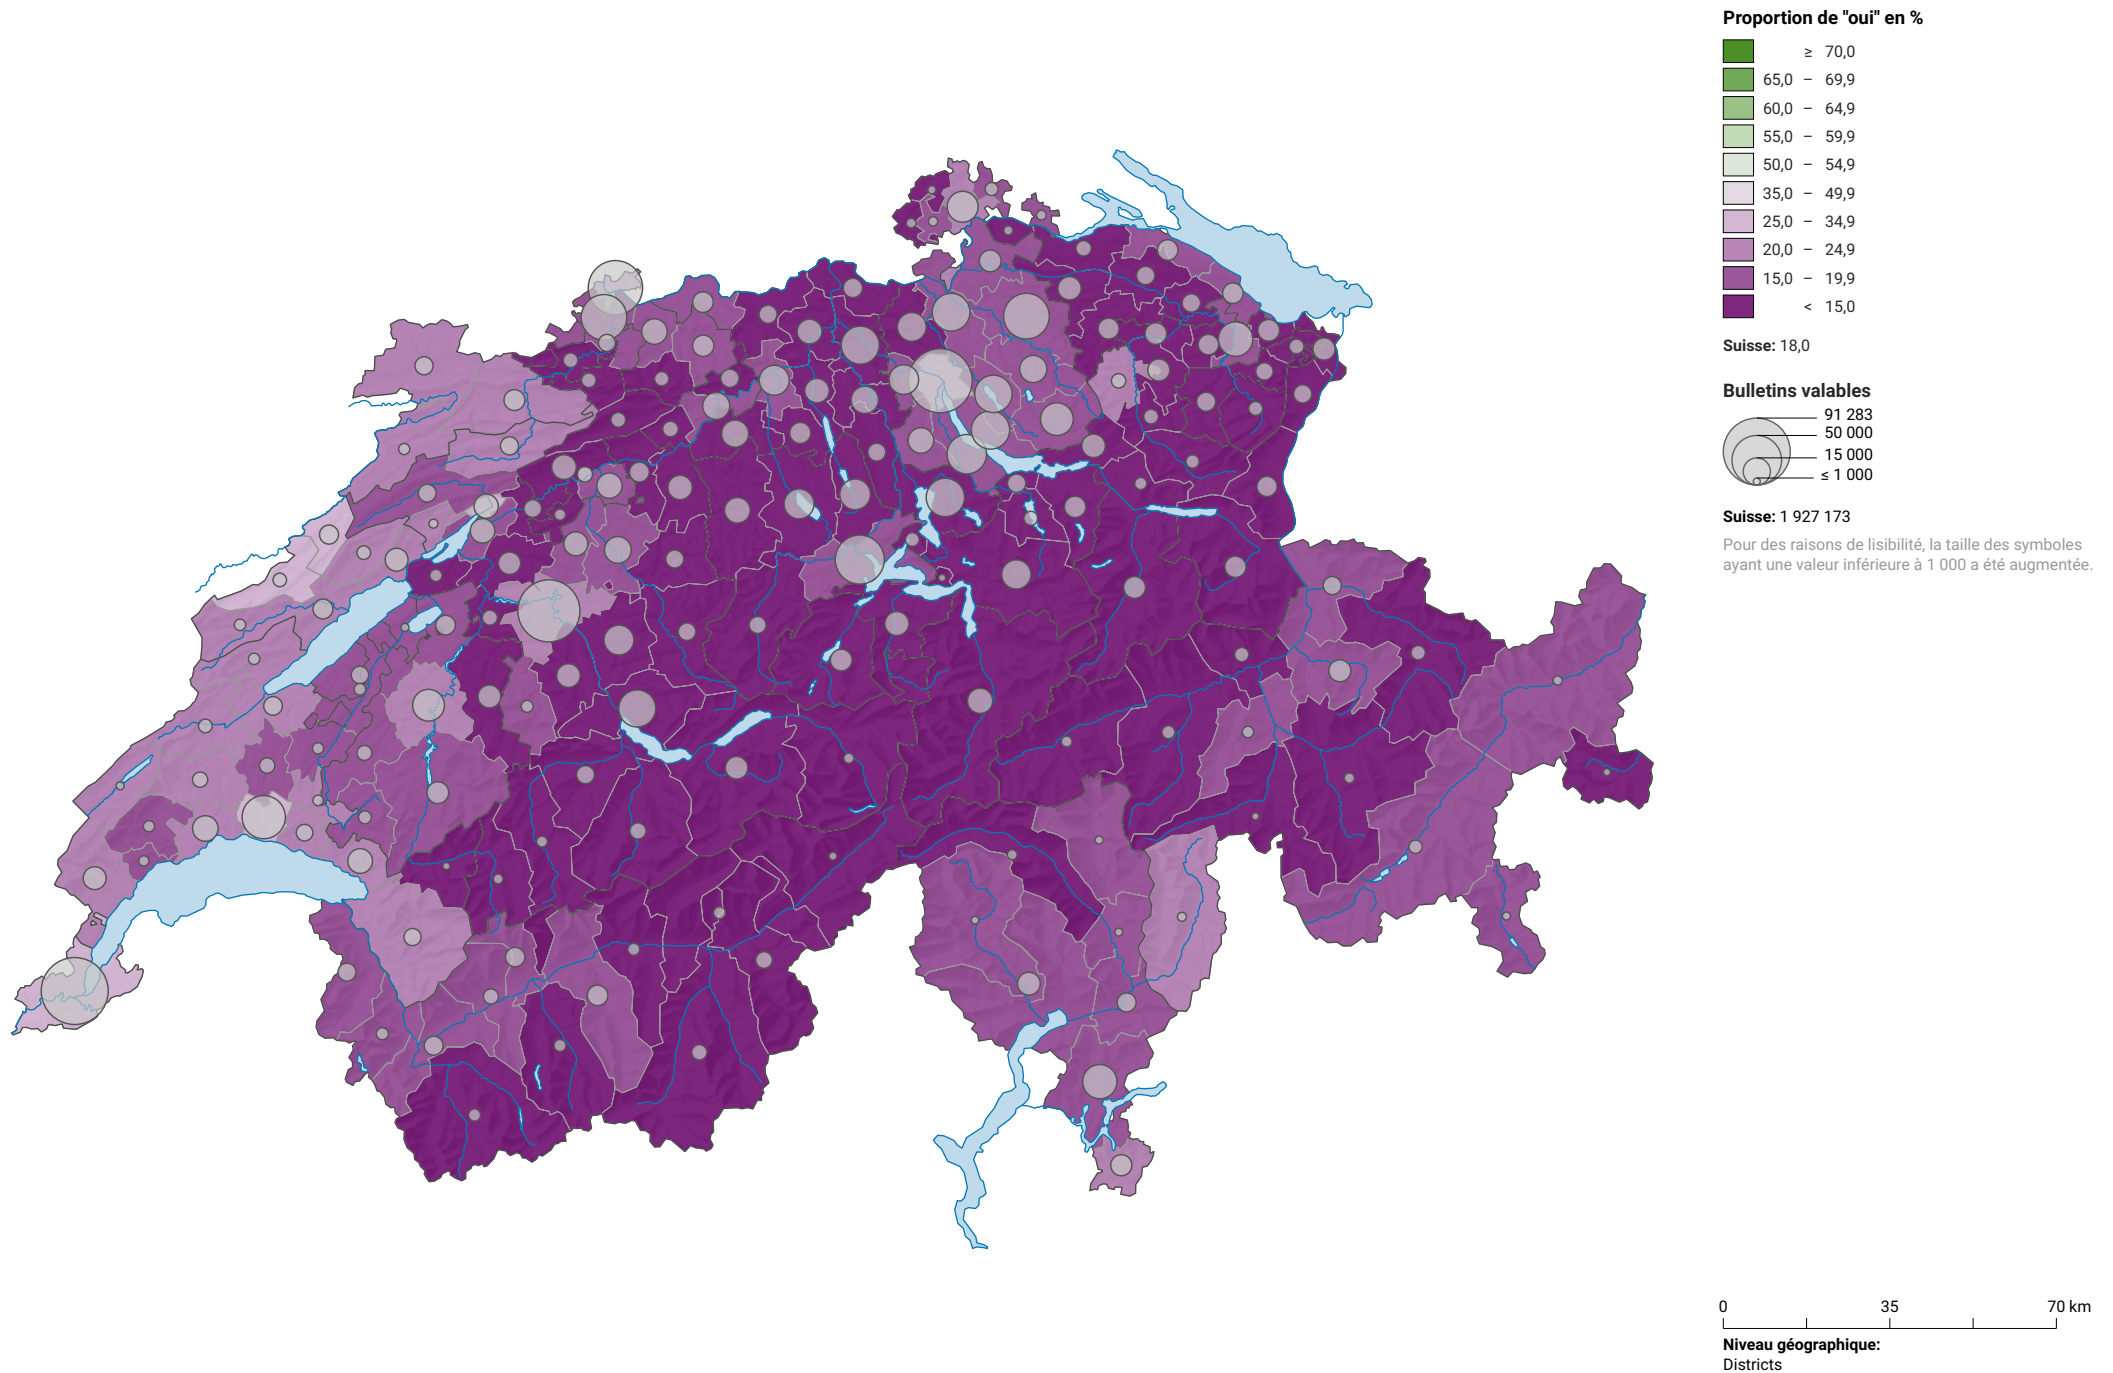 Proportion de "oui" en %
≥ 70,0
65,0 – 69,9
60,0 – 64,9
55,0 – 59,9
50,0 – 54,9
35,0 – 49,9
25,0 – 34,9
20,0 – 24,9
15,0 – 19,9
< 15,0
Suisse: 18,0
Bulletins valables
91 283
50 000
15 000
≤ 1 000
Suisse: 1 927 173
Pour des raisons de lisibilité, la taille des symboles
ayant une valeur inférieure à 1 000 a été augmentée.
0 35 70 km
Niveau géographique:
Districts